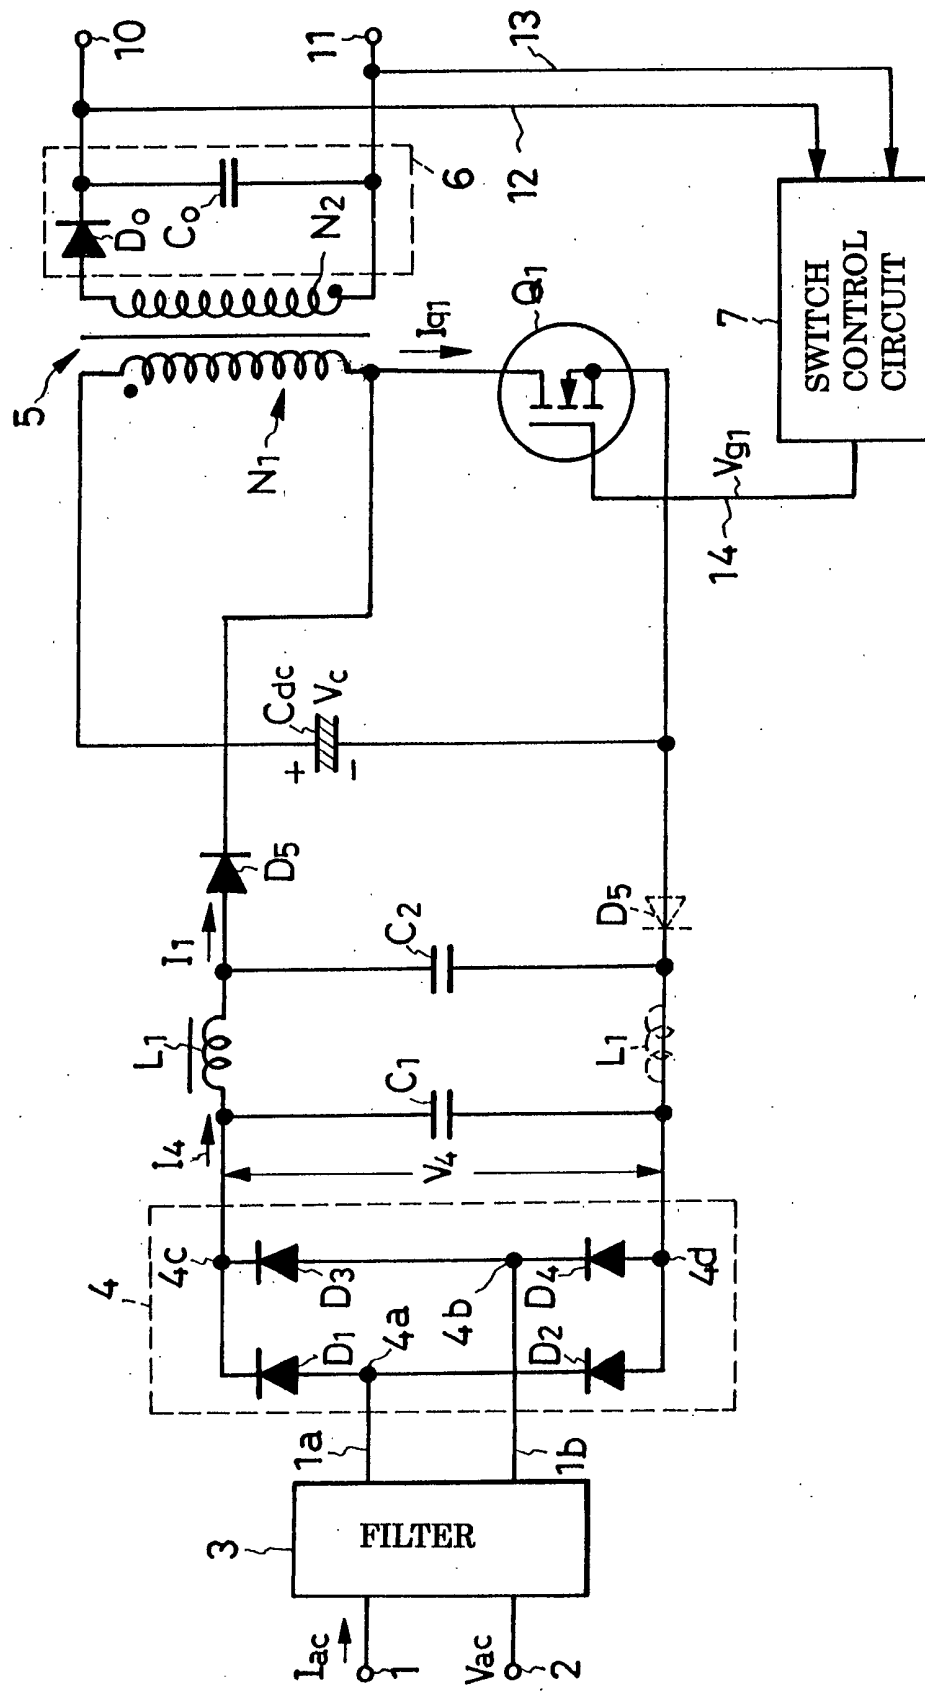 Iac
1
Vac
2
3
FILTER
1a
1b
4
4a
4b
4c
4d
D1
D2
D3
D4
V4
I4
C1
L1
L1
C2
I1
D5
D5
Cdc
+
−
Vc
5
N1
N2
Iq1
Q1
14
Vg1
7
SWITCH
CONTROL
CIRCUIT
Do
Co
6
12
13
10
11